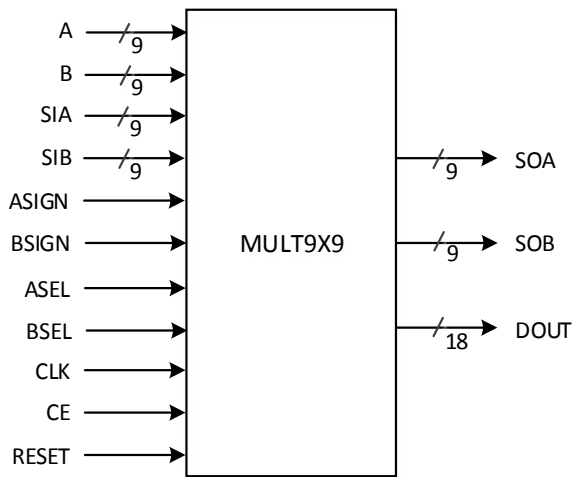 A
9
B
9
SIA
9
SIB
9
ASIGN
BSIGN
ASEL
BSEL
CLK
CE
RESET
MULT9X9
9
SOA
9
SOB
18
DOUT